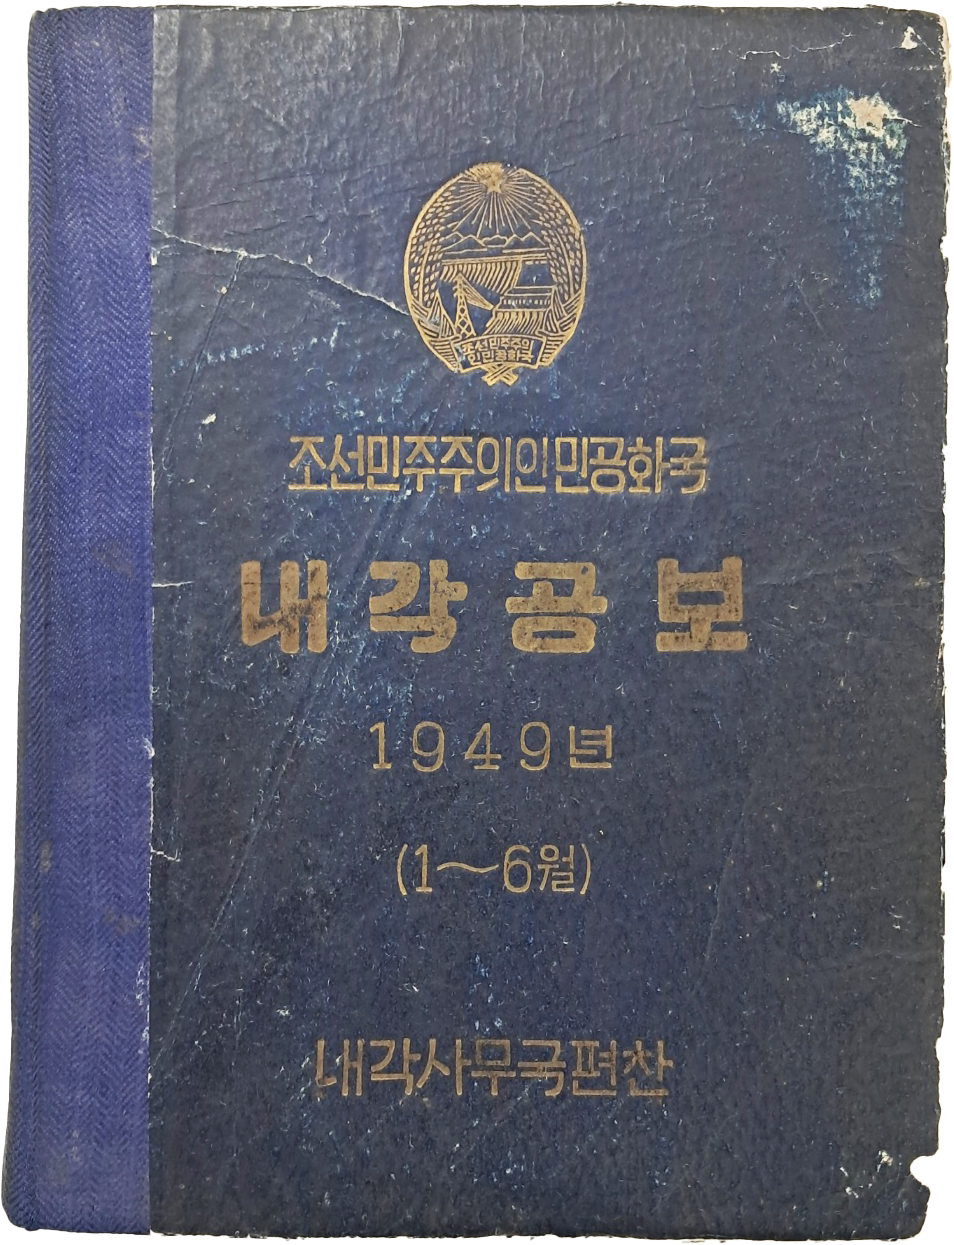 조선민주주의
인민공화국
조선민주주의인민공화국
내각공보
1949년
(1~6월)
내각사무국편찬